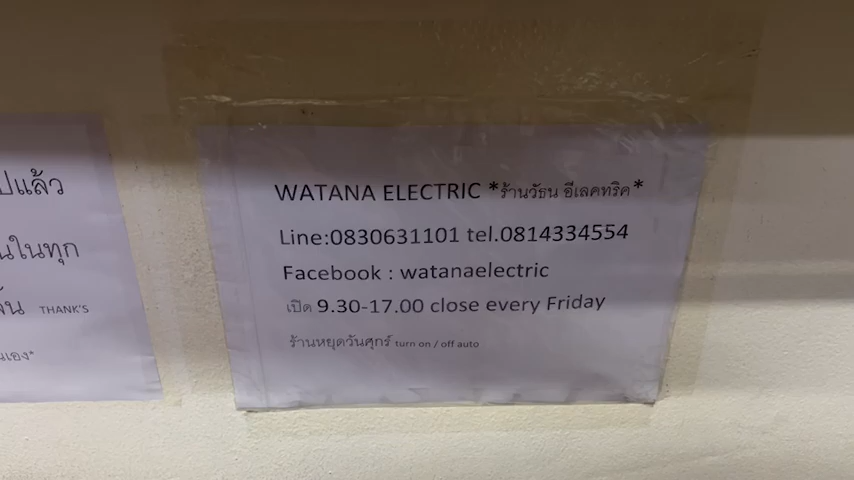 ปแล้ว
นในทุก
THANK'S
นเอง*
WATANA ELECTRIC *ร้านวัธน อีเลคทริค*
Line:0830631101 tel.0814334554
Facebook : watanaelectric
เปิด 9.30-17.00 close every Friday
ร้านหยุดวันศุกร์ turn on / off auto